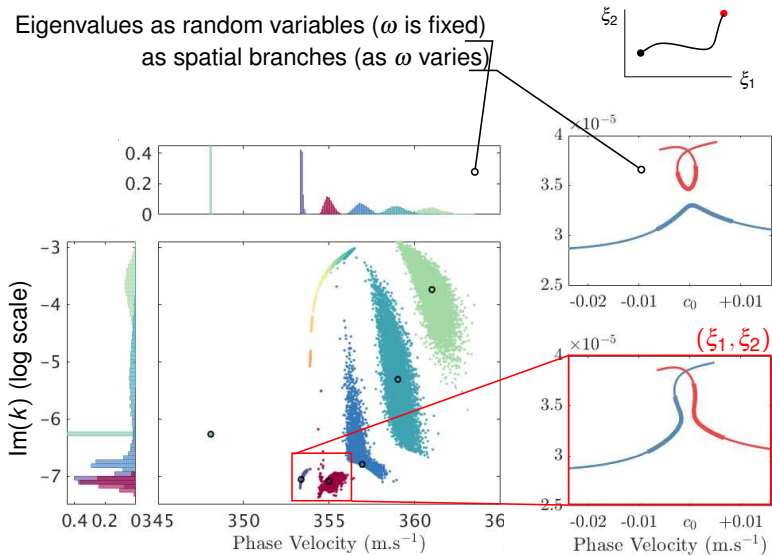 Eigenvalues as random variables (ω is fixed)
as spatial branches (as ω varies)
ξ2
ξ1
0.4
0.2
0
×10⁻⁵
4
3.5
3
2.5
-0.02 -0.01 c0 +0.01
Im(k) (log scale)
−3
−4
−5
−6
−7
0.4 0.2 0
345 350 355 360 36
Phase Velocity (m.s⁻¹)
(ξ1, ξ2)
×10⁻⁵
4
3.5
3
2.5
-0.02 -0.01 c0 +0.01
Phase Velocity (m.s⁻¹)